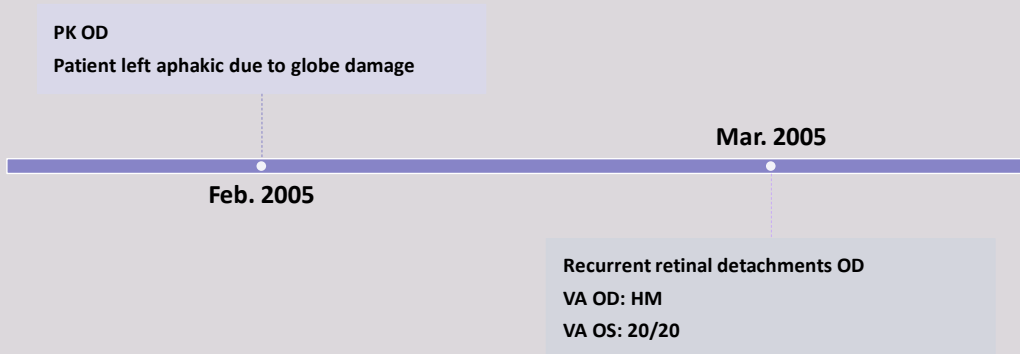 PK OD
Patient left aphakic due to globe damage
Feb. 2005
Mar. 2005
Recurrent retinal detachments OD
VA OD: HM
VA OS: 20/20